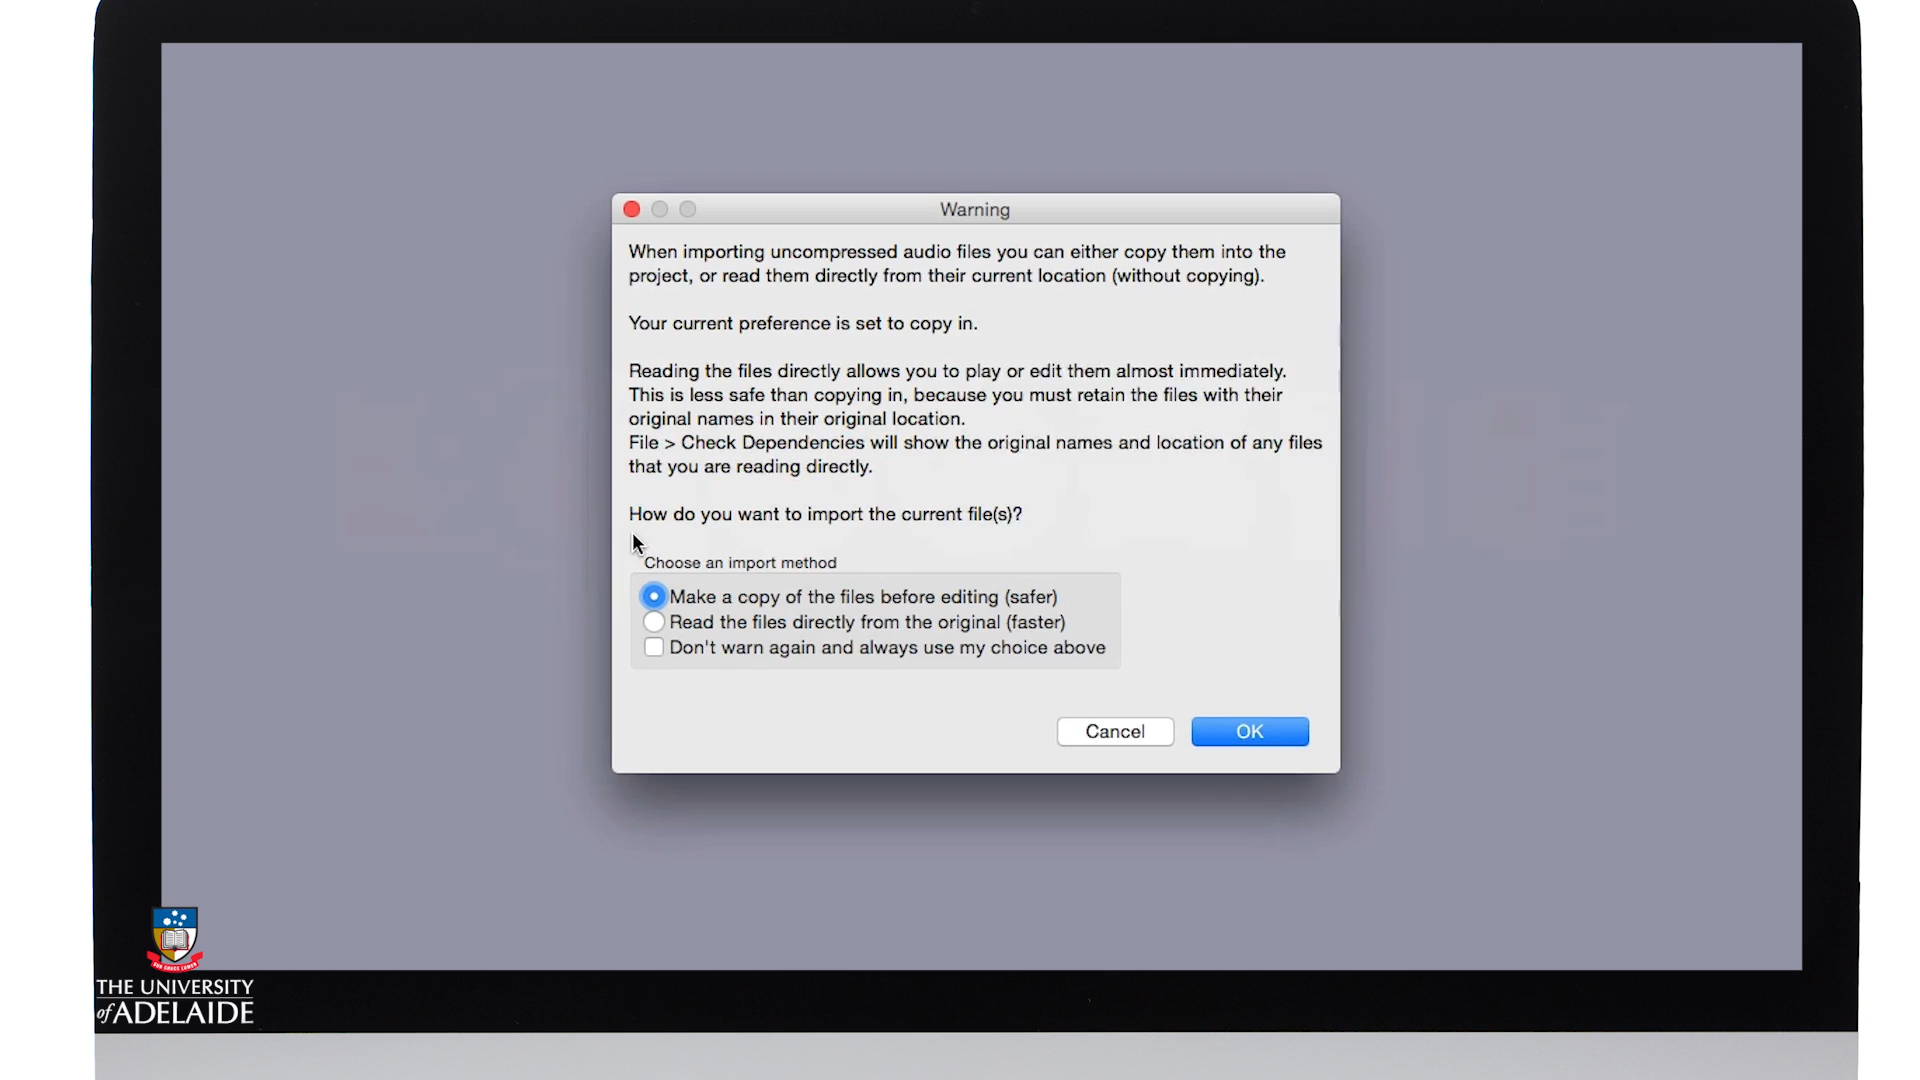 Warning
When importing uncompressed audio files you can either copy them into the
project, or read them directly from their current location (without copying).
Your current preference is set to copy in.
Reading the files directly allows you to play or edit them almost immediately.
This is less safe than copying in, because you must retain the files with their
original names in their original location.
File > Check Dependencies will show the original names and location of any files
that you are reading directly.
How do you want to import the current file(s)?
Choose an import method
Make a copy of the files before editing (safer)
Read the files directly from the original (faster)
Don't warn again and always use my choice above
Cancel
OK
THE UNIVERSITY
of ADELAIDE